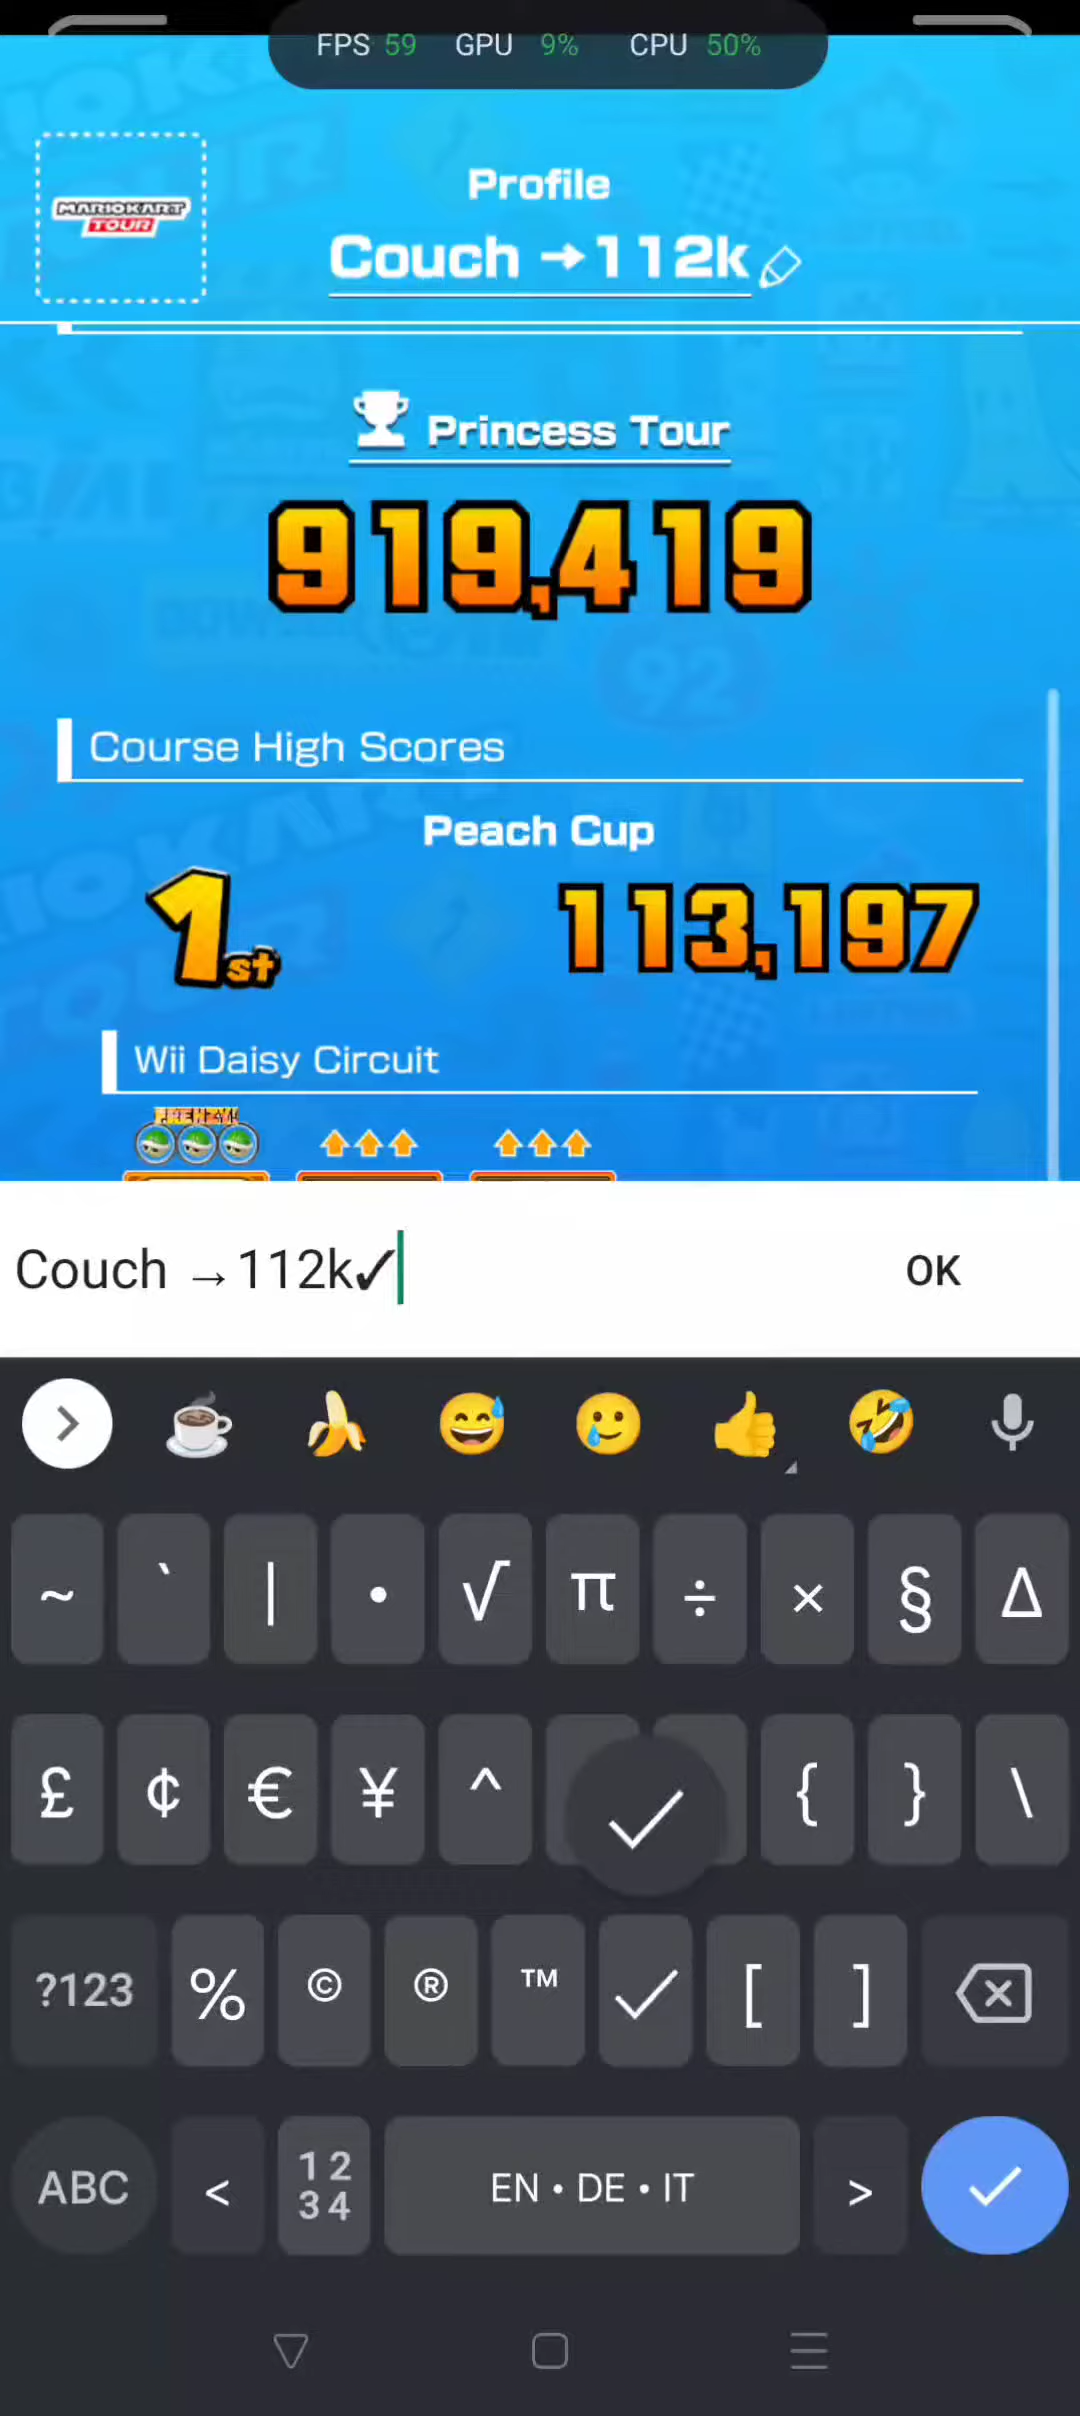 FPS 59 GPU 9% CPU 50%
MARIOKART
TOUR
Profile
Couch →112k
Princess Tour
919,419
92
Course High Scores
Peach Cup
1st 113,197
Wii Daisy Circuit
FRENZY!
Couch →112k✓ OK
~ ` | • √ π ÷ × § Δ
£ ¢ € ¥ ^ ✓ { } \
?123 % © ® ™ ✓ [ ]
ABC < 1 2 3 4 EN • DE • IT >